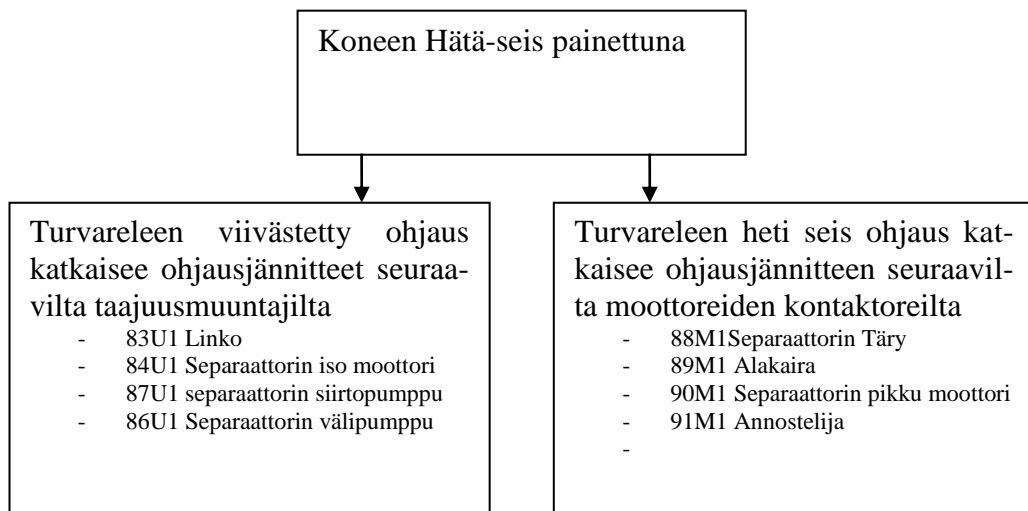 Koneen Hätä-seis painettuna
Turvareleen viivästetty ohjaus
katkaisee ohjausjännitteet seuraa-
vilta taajuusmuuntajilta
- 83U1 Linko
- 84U1 Separaattorin iso moottori
- 87U1 separaattorin siirtopumppu
- 86U1 Separaattorin välipumppu
Turvareleen heti seis ohjaus kat-
kaisee ohjausjännitteen seuraavil-
ta moottoreiden kontaktoreilta
- 88M1Separaattorin Täry
- 89M1 Alakaira
- 90M1 Separaattorin pikku moottori
- 91M1 Annostelija
-